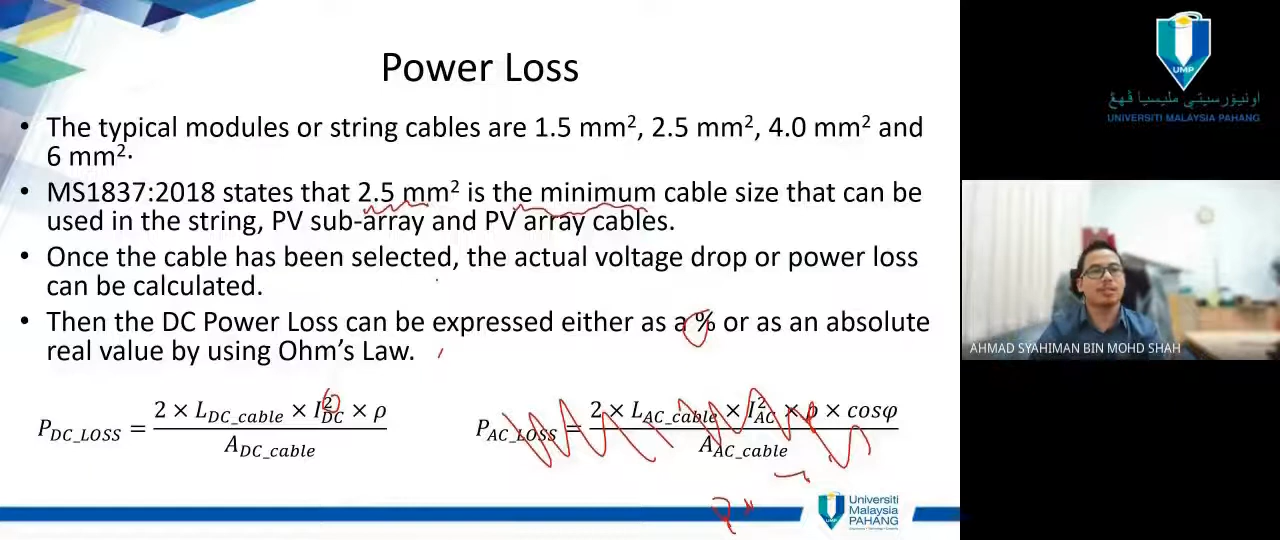 Power Loss
• The typical modules or string cables are 1.5 mm², 2.5 mm², 4.0 mm² and
6 mm².
• MS1837:2018 states that 2.5 mm² is the minimum cable size that can be
used in the string, PV sub-array and PV array cables.
• Once the cable has been selected, the actual voltage drop or power loss
can be calculated.
• Then the DC Power Loss can be expressed either as a % or as an absolute
real value by using Ohm's Law.
P_DC_LOSS = (2 × L_DC_cable × I²_DC × ρ) / A_DC_cable
P_AC_LOSS = (2 × L_AC_cable × I²_AC × ρ × cosφ) / A_AC_cable
UMP
Universiti
Malaysia
PAHANG
UMP
اونيۏرسيتي مليسيا ڤهڠ
UNIVERSITI MALAYSIA PAHANG
AHMAD SYAHIMAN BIN MOHD SHAH